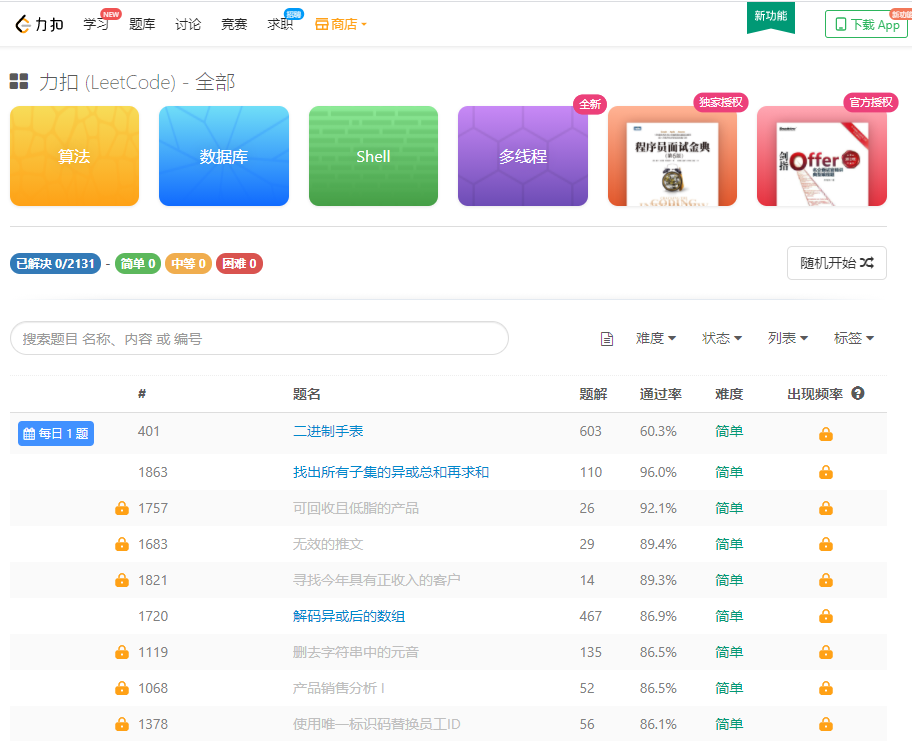 力扣 学习 NEW 题库 讨论 竞赛 求职 招聘 商店 新功能 下载 App 新功能
力扣 (LeetCode) - 全部
全新 独家授权 官方授权
算法 数据库 Shell 多线程 程序员面试金典 (第6版) 剑指Offer
CODING
已解决 0/2131 - 简单 0 中等 0 困难 0 随机开始
搜索题目 名称、内容 或 编号 难度 状态 列表 标签
# 题名 题解 通过率 难度 出现频率 ?
每日 1 题 401 二进制手表 603 60.3% 简单
1863 找出所有子集的异或总和再求和 110 96.0% 简单
1757 可回收且低脂的产品 26 92.1% 简单
1683 无效的推文 29 89.4% 简单
1821 寻找今年具有正收入的客户 14 89.3% 简单
1720 解码异或后的数组 467 86.9% 简单
1119 删去字符串中的元音 135 86.5% 简单
1068 产品销售分析 I 52 86.5% 简单
1378 使用唯一标识码替换员工ID 56 86.1% 简单